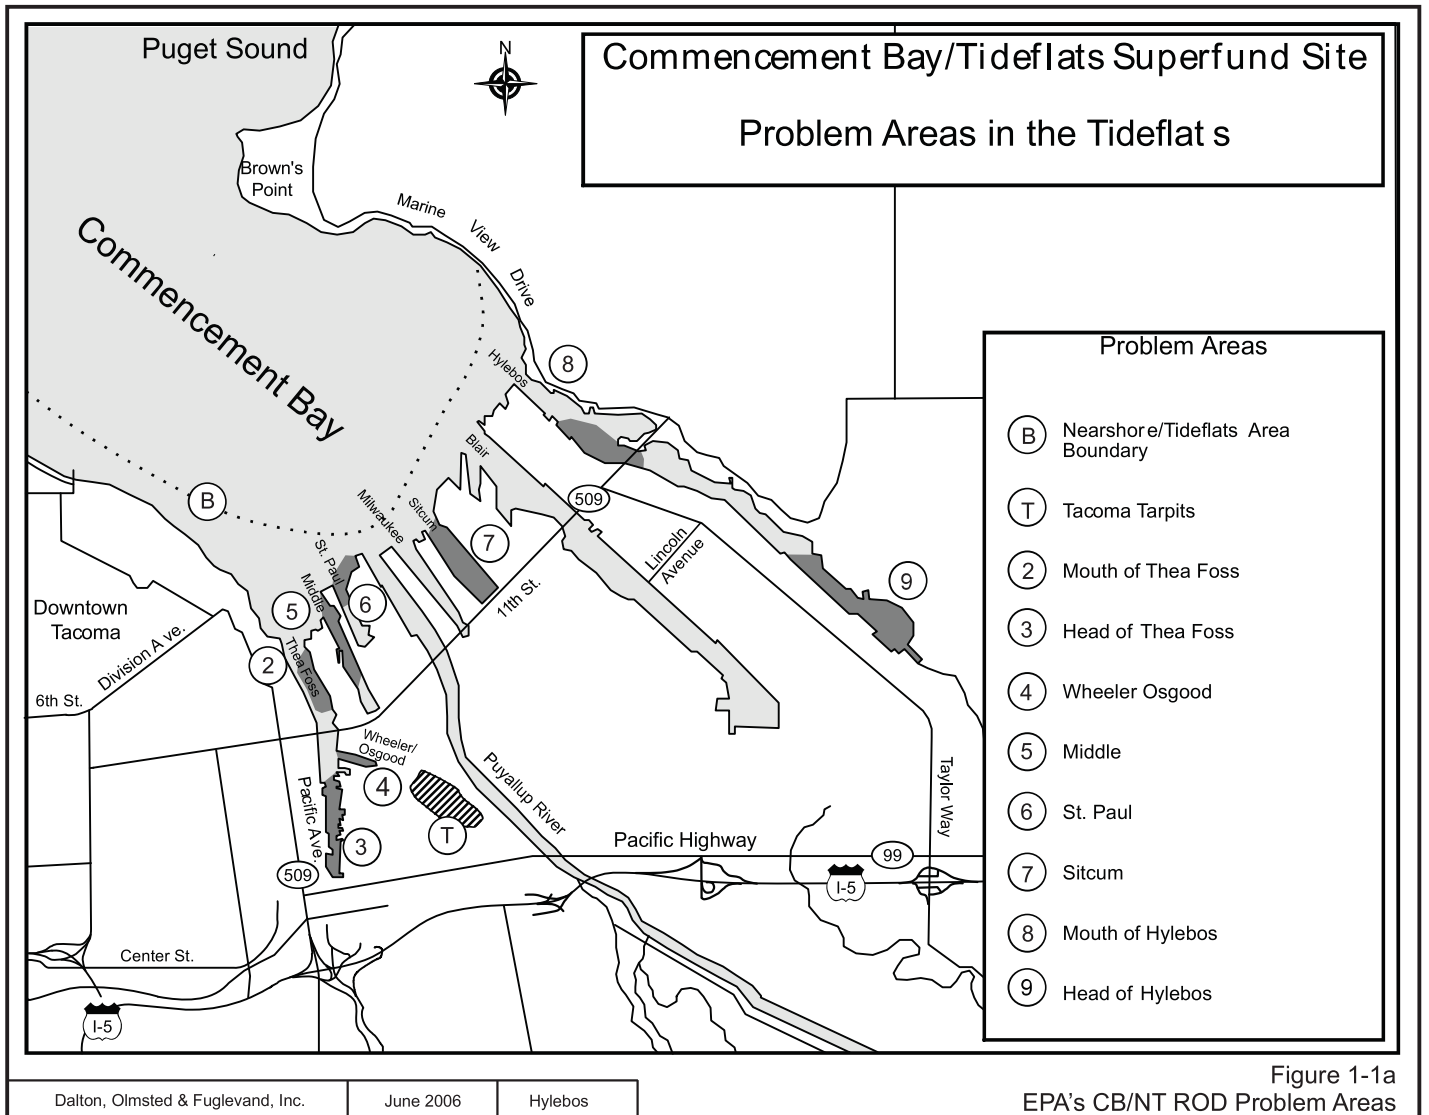 Puget Sound
N
Commencement Bay/Tideflats Superfund Site
Problem Areas in the Tideflats
Brown's
Point
Marine
View
Drive
Commencement Bay
Hylebos
8
Blair
B
Milwaukee
Sitcum
509
7
St. Paul
Middle
5
6
11th St.
Lincoln
Avenue
9
Downtown
Tacoma
Division Ave.
2
Thea Foss
6th St.
Wheeler/
Osgood
4
Pacific Ave.
T
3
Puyallup River
Taylor Way
Pacific Highway
99
509
I-5
Center St.
I-5
Problem Areas
B
Nearshore/Tideflats Area
Boundary
T
Tacoma Tarpits
2
Mouth of Thea Foss
3
Head of Thea Foss
4
Wheeler Osgood
5
Middle
6
St. Paul
7
Sitcum
8
Mouth of Hylebos
9
Head of Hylebos
Dalton, Olmsted & Fuglevand, Inc.
June 2006
Hylebos
Figure 1-1a
EPA's CB/NT ROD Problem Areas